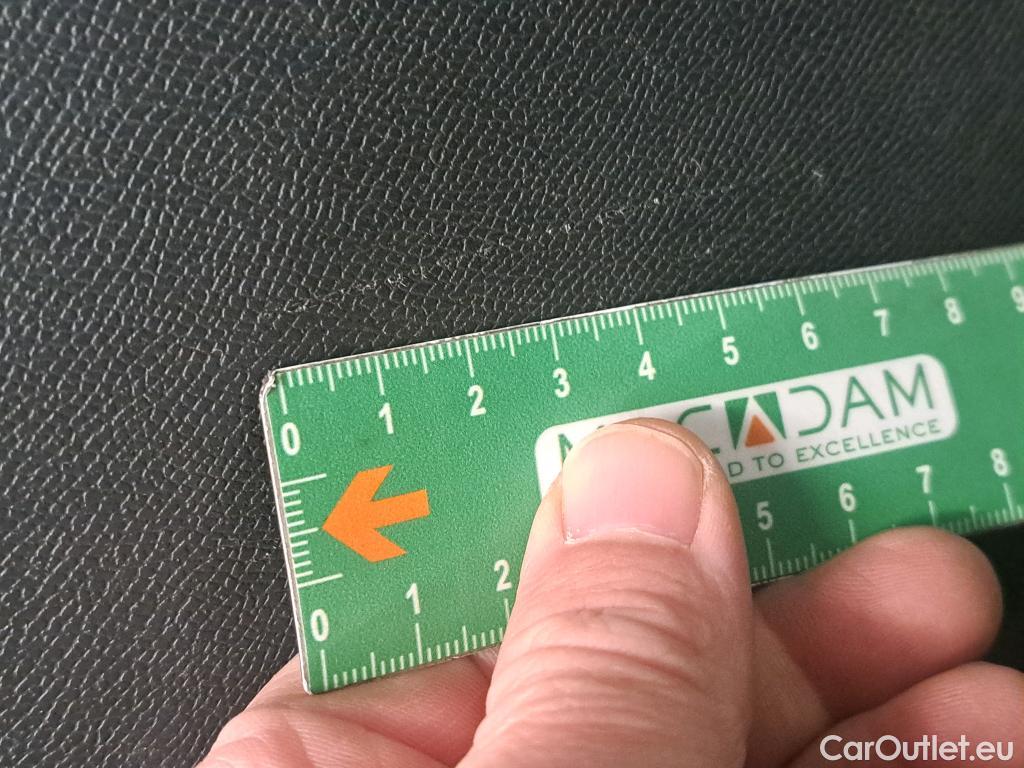 0 1 2 3 4 5 6 7 8 9
DAM
D TO EXCELLENCE
0 1 2 5 6 7 8
CarOutlet.eu